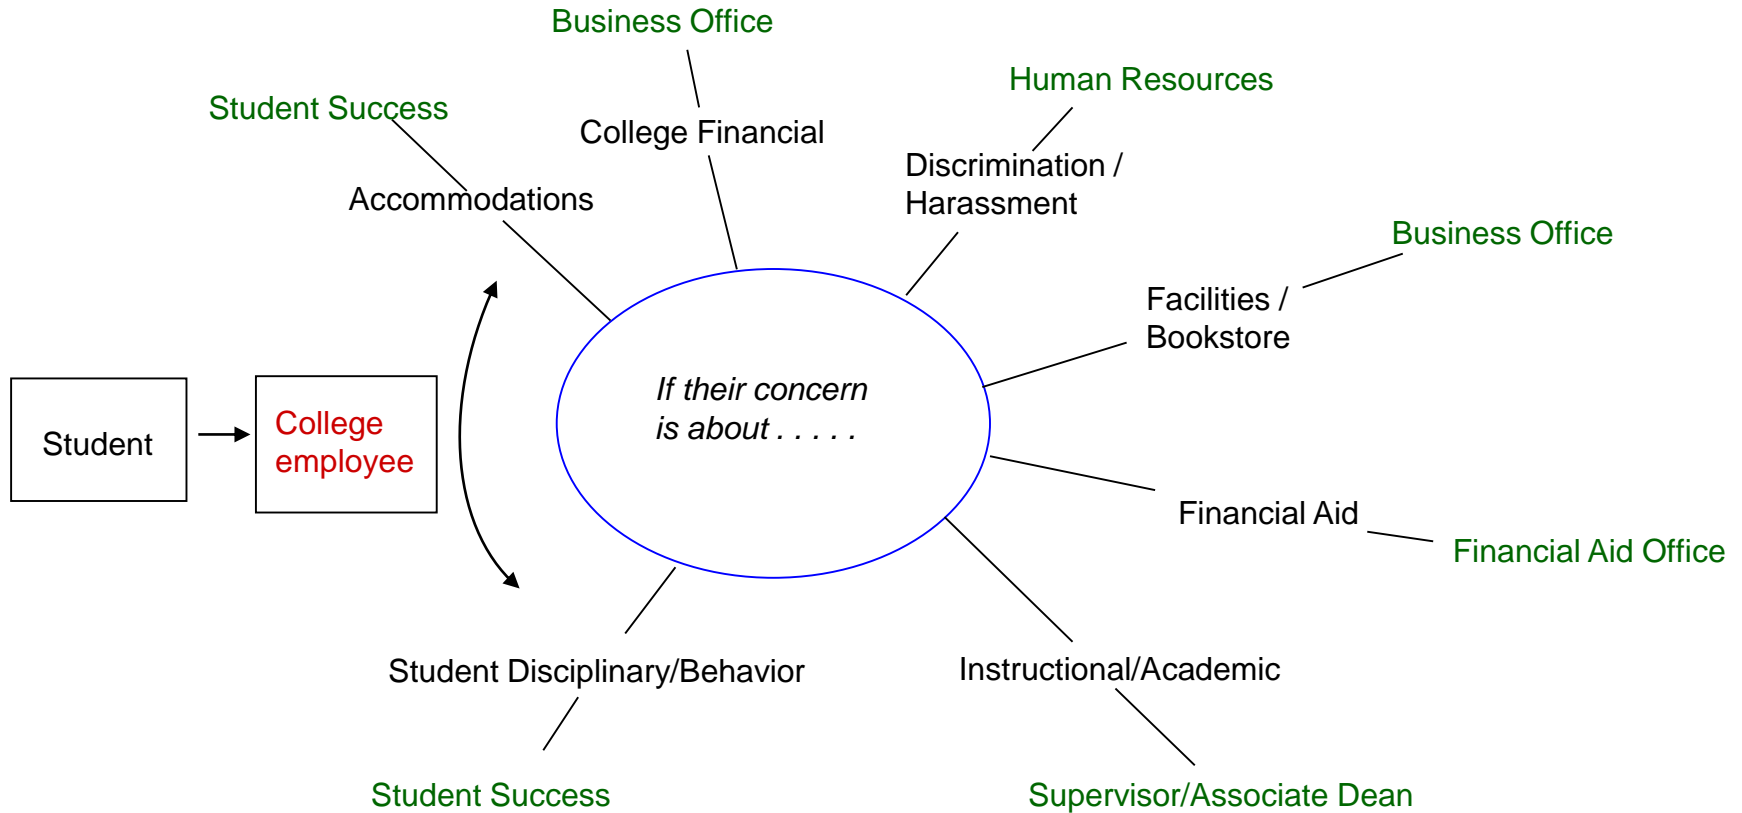 Business Office
Human Resources
Student Success
College Financial
Discrimination /
Harassment
Accommodations
Business Office
Facilities /
Bookstore
If their concern
is about . . . . .
Student
College
employee
Financial Aid
Financial Aid Office
Student Disciplinary/Behavior
Instructional/Academic
Student Success
Supervisor/Associate Dean